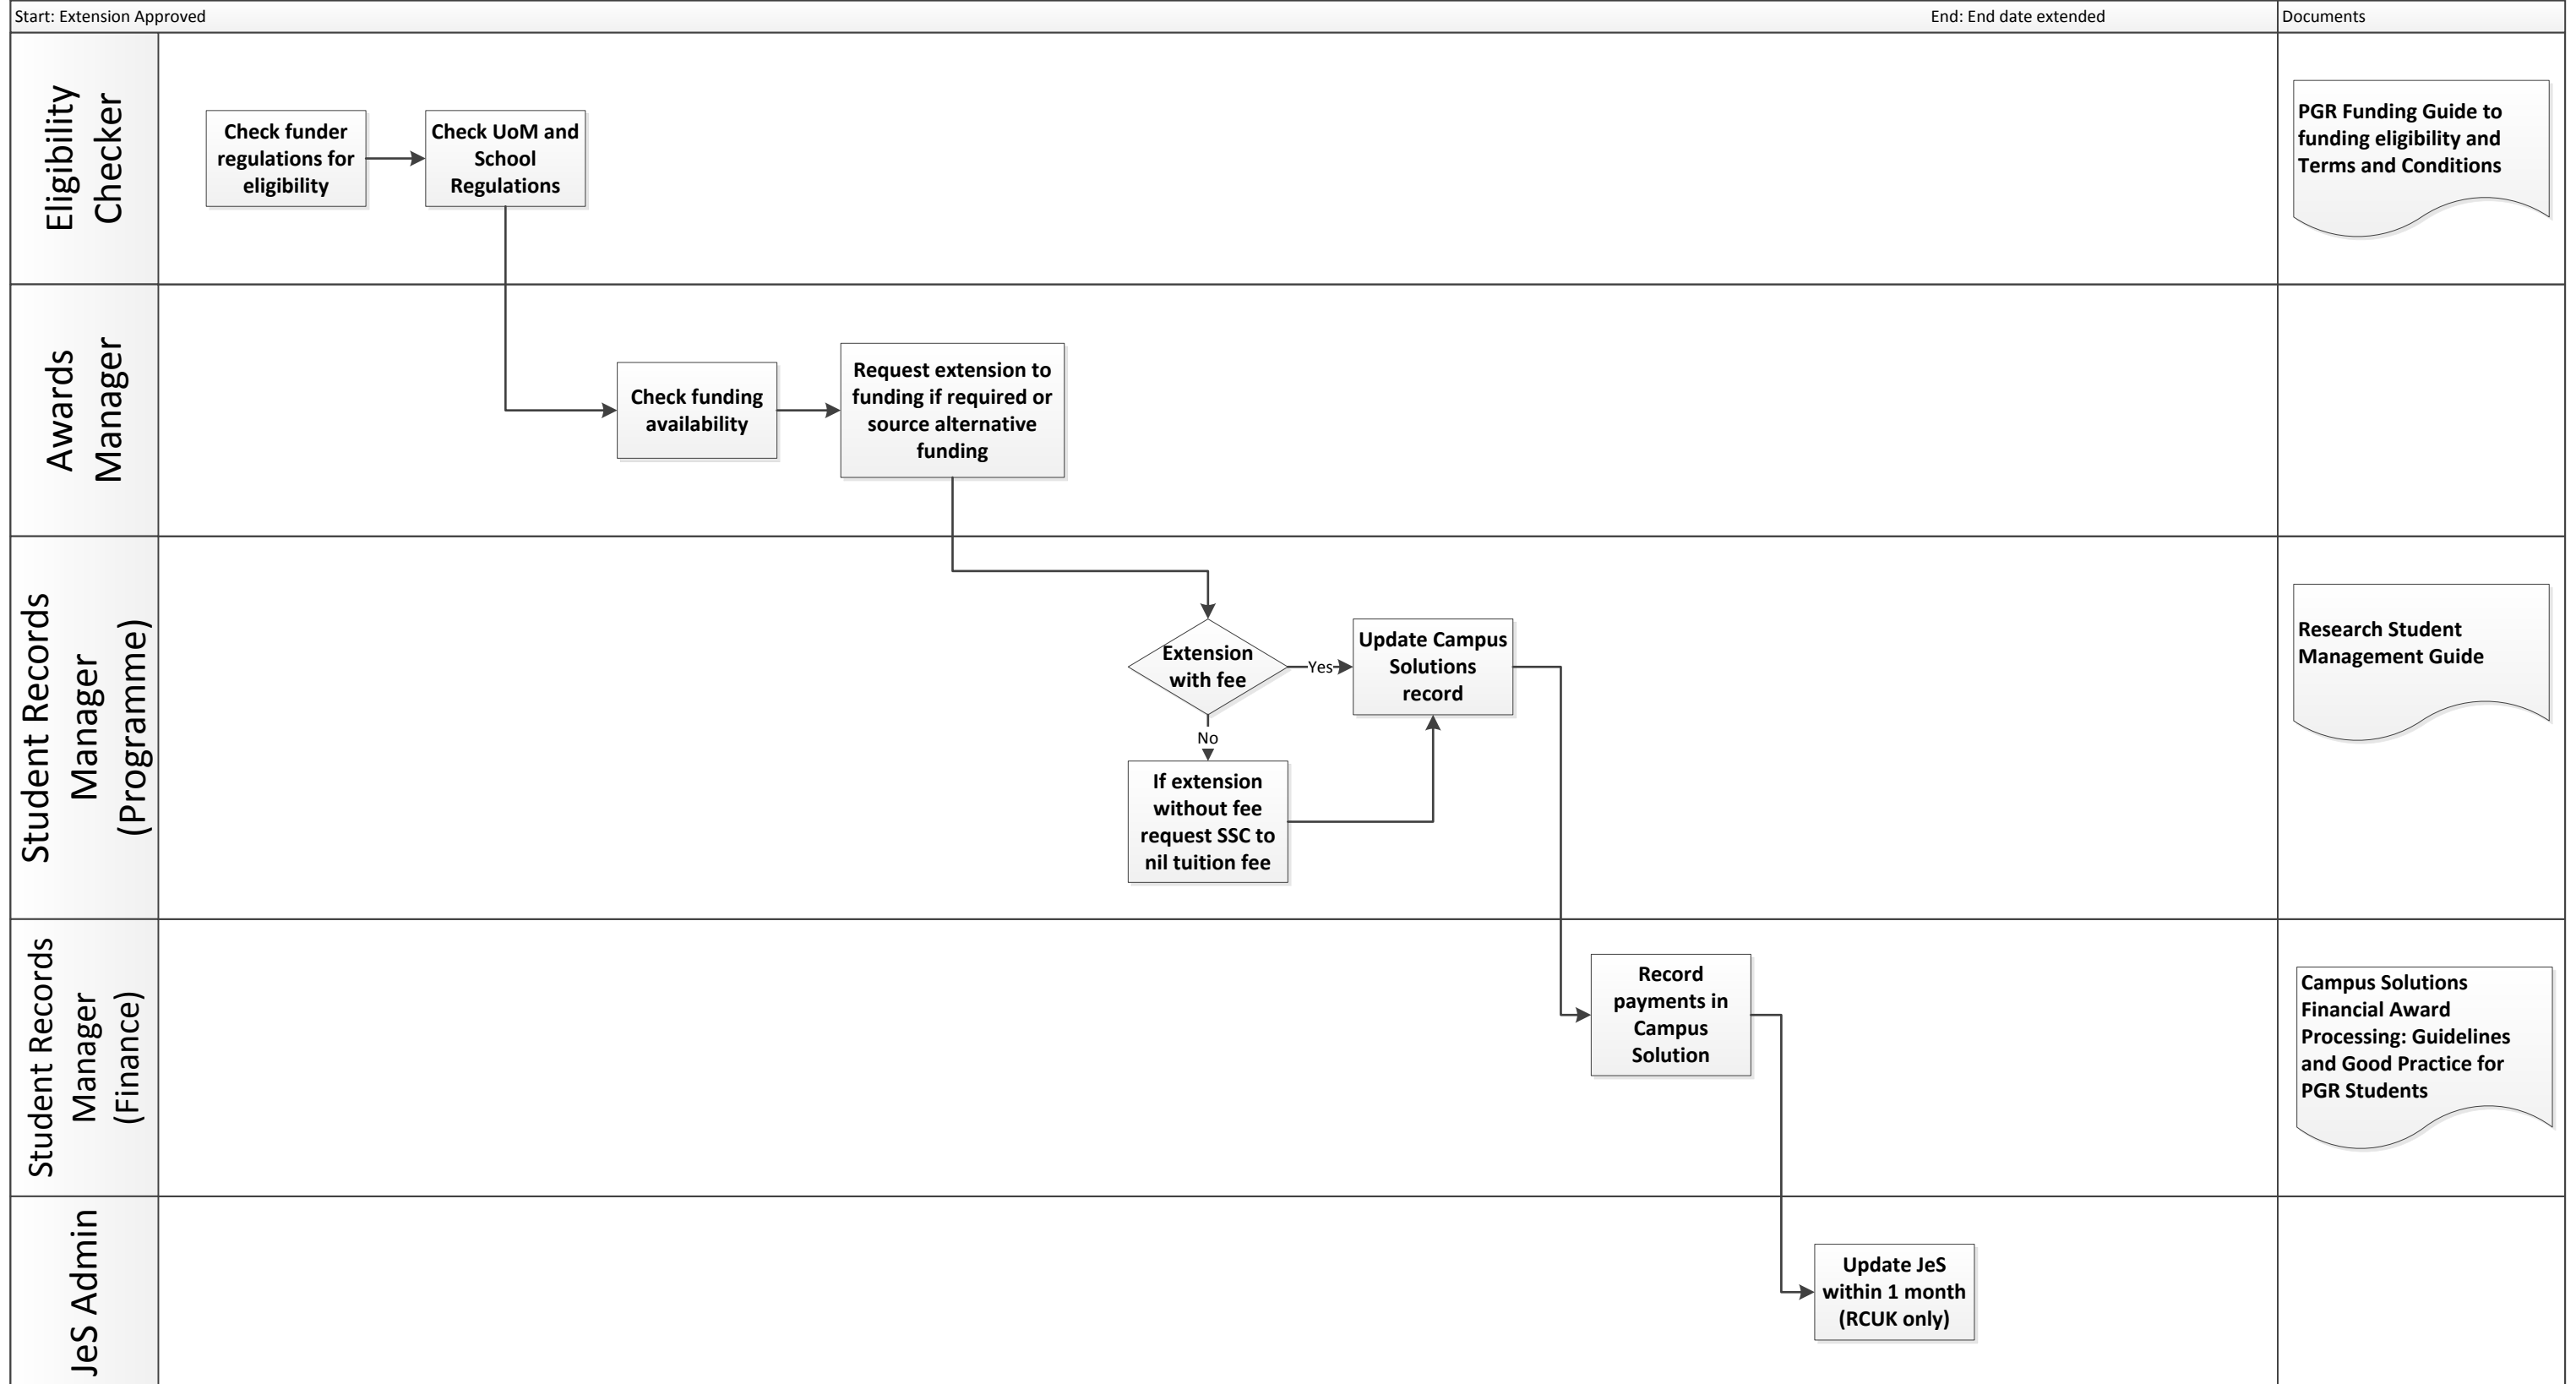 Start: Extension Approved
End: End date extended
Documents
Eligibility
Checker
Check funder
regulations for
eligibility
Check UoM and
School
Regulations
PGR Funding Guide to
funding eligibility and
Terms and Conditions
Awards
Manager
Check funding
availability
Request extension to
funding if required or
source alternative
funding
Student Records
Manager
(Programme)
Extension
with fee
Yes
Update Campus
Solutions
record
No
If extension
without fee
request SSC to
nil tuition fee
Research Student
Management Guide
Student Records
Manager
(Finance)
Record
payments in
Campus
Solution
Campus Solutions
Financial Award
Processing: Guidelines
and Good Practice for
PGR Students
JeS Admin
Update JeS
within 1 month
(RCUK only)